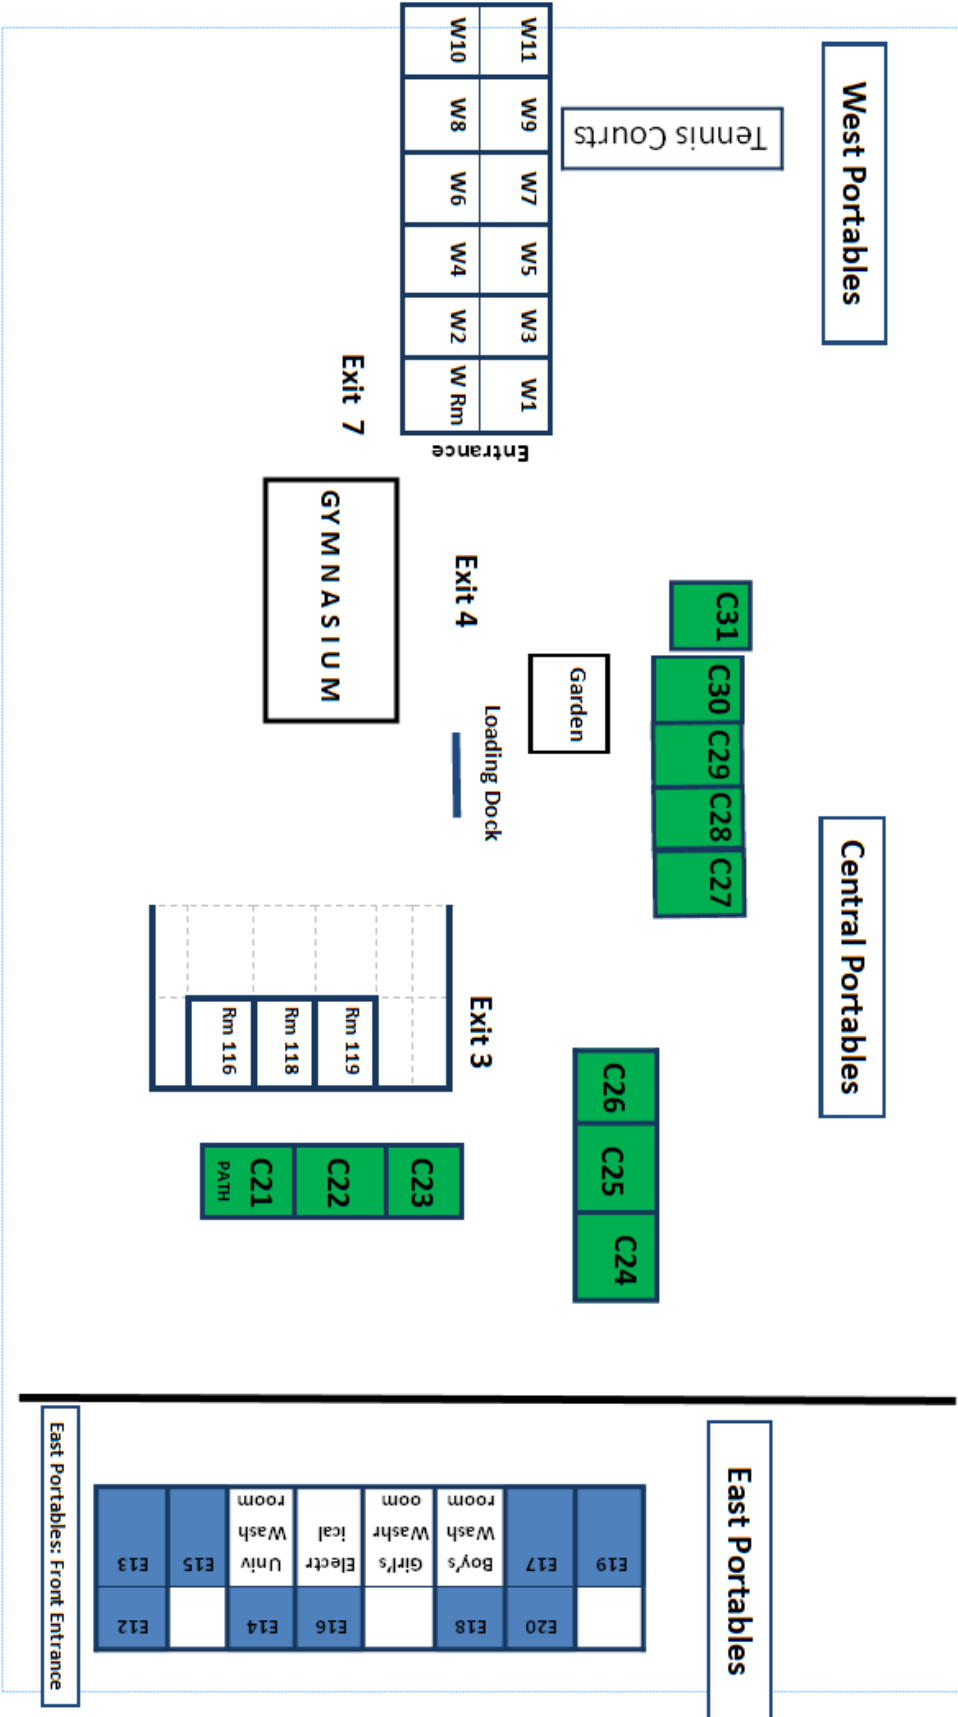 West Portables
Tennis Courts
W11
W9
W7
W5
W3
W1
W10
W8
W6
W4
W2
W Rm
Entrance
Exit 7
GYMNASIUM
Exit 4
Loading Dock
Garden
C31
C30
C29
C28
C27
Central Portables
C26
C25
C24
Exit 3
Rm 119
Rm 118
Rm 116
C23
C22
C21
PATH
East Portables
East Portables: Front Entrance
E20
E18
E16
E14
E12
E19
E17
Boy's
Wash
room
Girl's
Washr
oom
Electr
ical
Univ
Wash
room
E15
E13